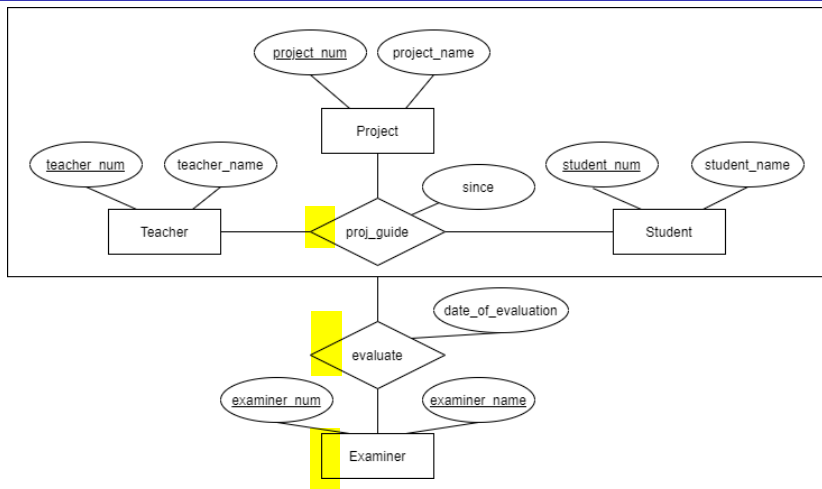 project_num
project_name
Project
teacher_num
teacher_name
since
student_num
student_name
Teacher
proj_guide
Student
date_of_evaluation
evaluate
examiner_num
examiner_name
Examiner